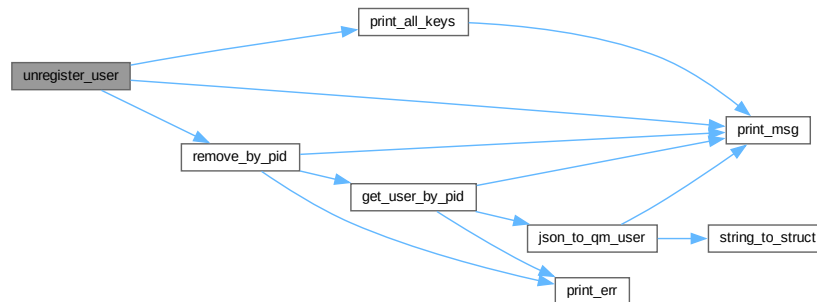 print_all_keys
unregister_user
print_msg
remove_by_pid
get_user_by_pid
json_to_qm_user
string_to_struct
print_err